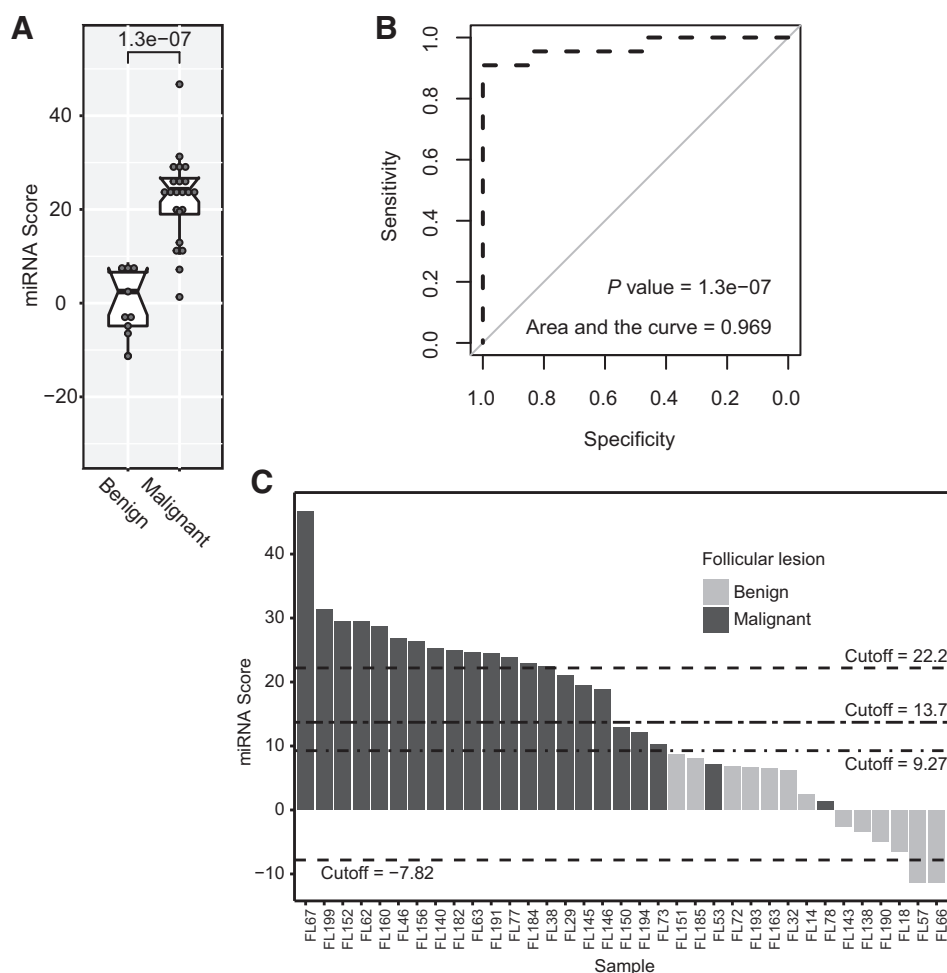 A
1.3e−07
40
20
0
−20
miRNA Score
Benign
Malignant
B
1.0
0.8
0.6
0.4
0.2
0.0
Sensitivity
P value = 1.3e−07
Area and the curve = 0.969
1.0 0.8 0.6 0.4 0.2 0.0
Specificity
C
Follicular lesion
Benign
Malignant
40
30
20
10
0
−10
miRNA Score
Cutoff = 22.2
Cutoff = 13.7
Cutoff = 9.27
Cutoff = −7.82
FL67
FL199
FL152
FL62
FL160
FL46
FL156
FL140
FL182
FL63
FL191
FL77
FL184
FL38
FL29
FL145
FL146
FL150
FL194
FL73
FL151
FL185
FL53
FL72
FL193
FL163
FL32
FL14
FL78
FL143
FL138
FL190
FL18
FL57
FL66
Sample